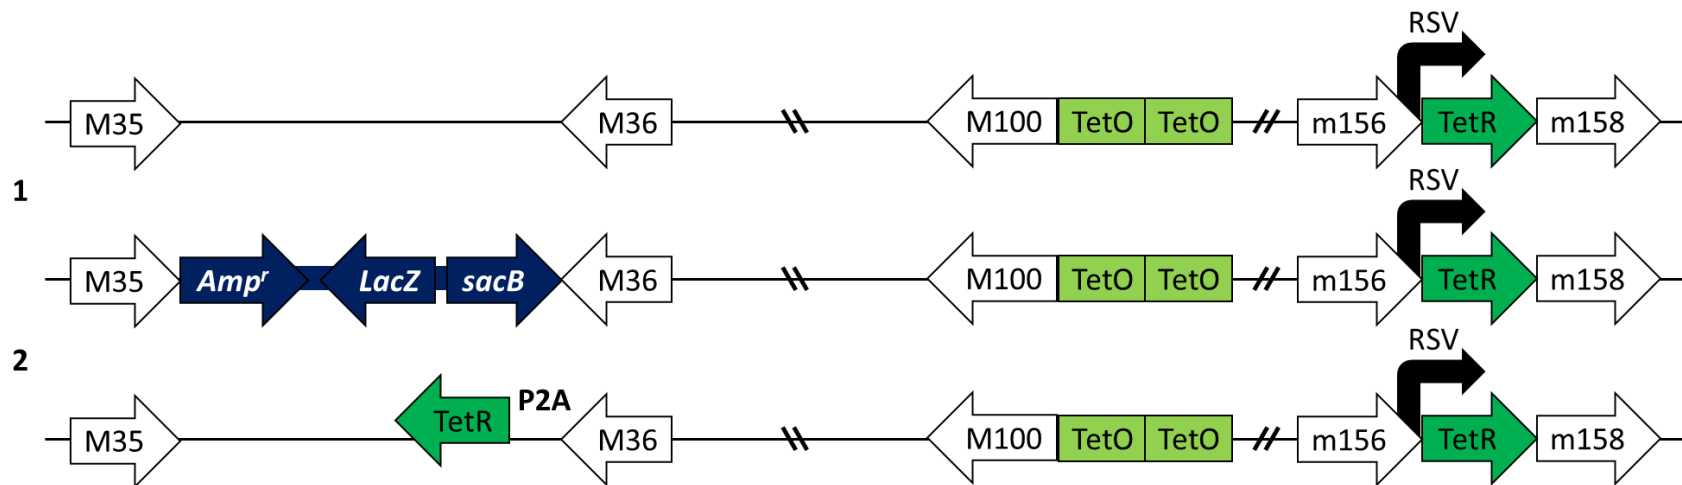 RSV
M35 M36 M100 TetO TetO m156 TetR m158
1
RSV
M35 Ampʳ LacZ sacB M36 M100 TetO TetO m156 TetR m158
2
RSV
M35 TetR P2A M36 M100 TetO TetO m156 TetR m158